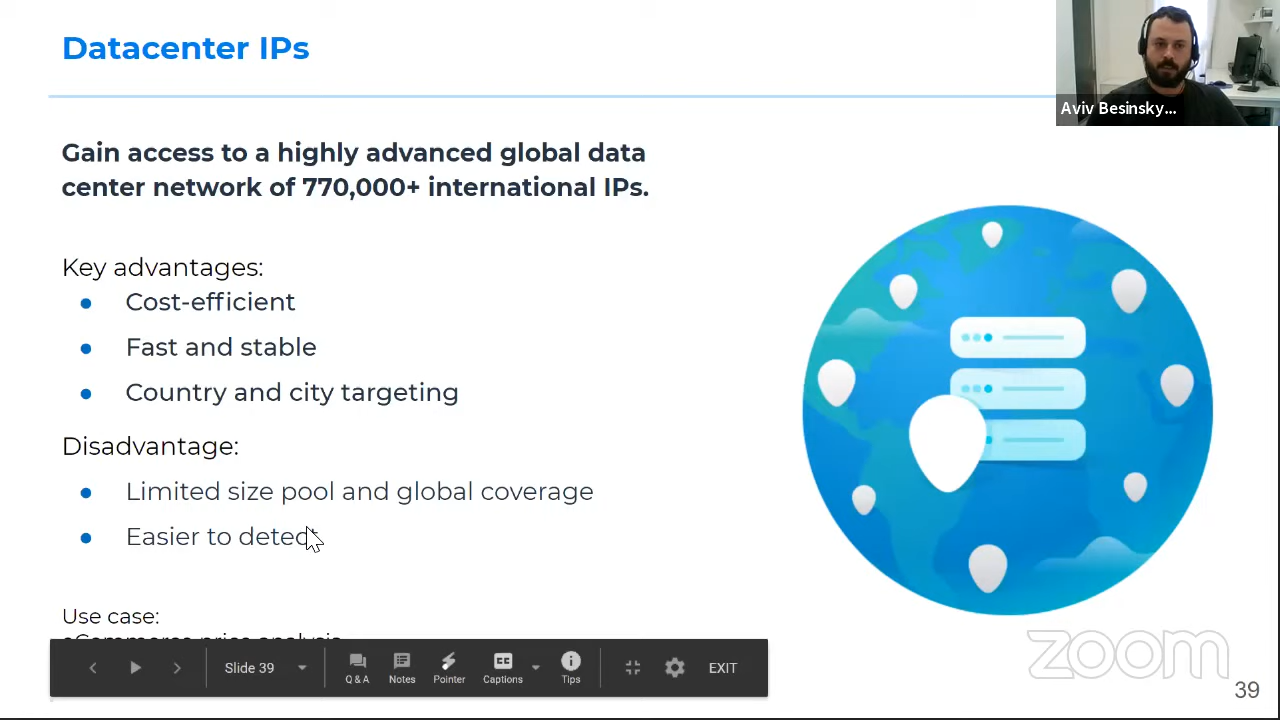 Datacenter IPs
Aviv Besinsky...
Gain access to a highly advanced global data
center network of 770,000+ international IPs.
Key advantages:
● Cost-efficient
● Fast and stable
● Country and city targeting
Disadvantage:
● Limited size pool and global coverage
● Easier to detect
Use case:
eCommerce price analysis
Slide 39
Q & A
Notes
Pointer
CC
Captions
Tips
EXIT
zoom
39